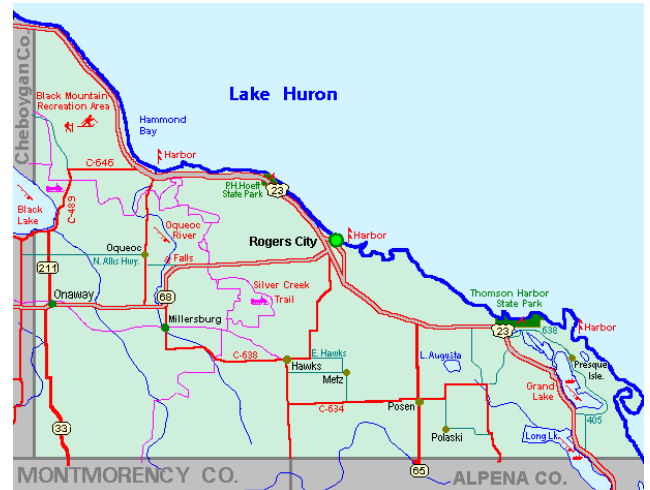 Cheboygan Co.
Black Mountain
Recreation Area
Lake Huron
Hammond
Bay
Harbor
C-646
P.H.Hoeft
State Park
23
C-489
Black
Lake
Oqueoc
River
Falls
Oqueoc
N. Allis Hwy.
Rogers City
Harbor
211
68
Silver Creek
Trail
Onaway
Millersburg
Thomson Harbor
State Park
23
638
Harbor
C-638
Hawks
E. Hawks
Metz
L. Augusta
Presque
Isle.
Grand
Lake
C-634
Posen
405
33
Polaski
Long Lk.
65
MONTMORENCY CO.
ALPENA CO.